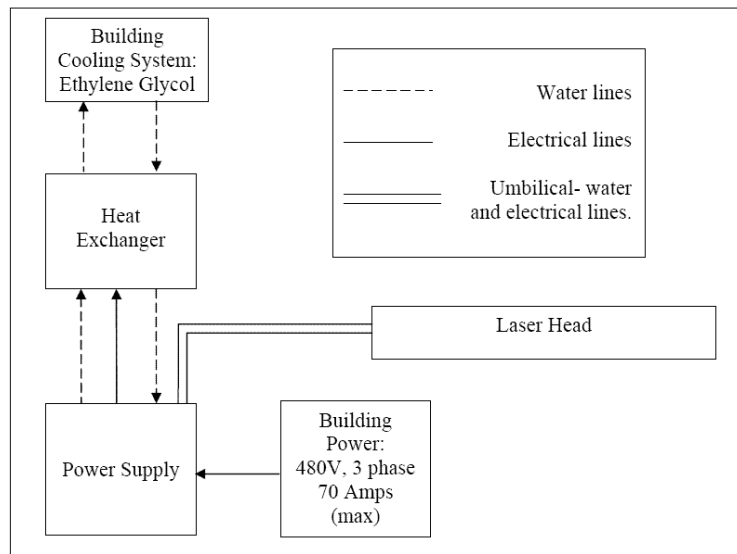 Building
Cooling System:
Ethylene Glycol
Water lines
Electrical lines
Umbilical- water
and electrical lines.
Heat
Exchanger
Laser Head
Power Supply
Building
Power:
480V, 3 phase
70 Amps
(max)